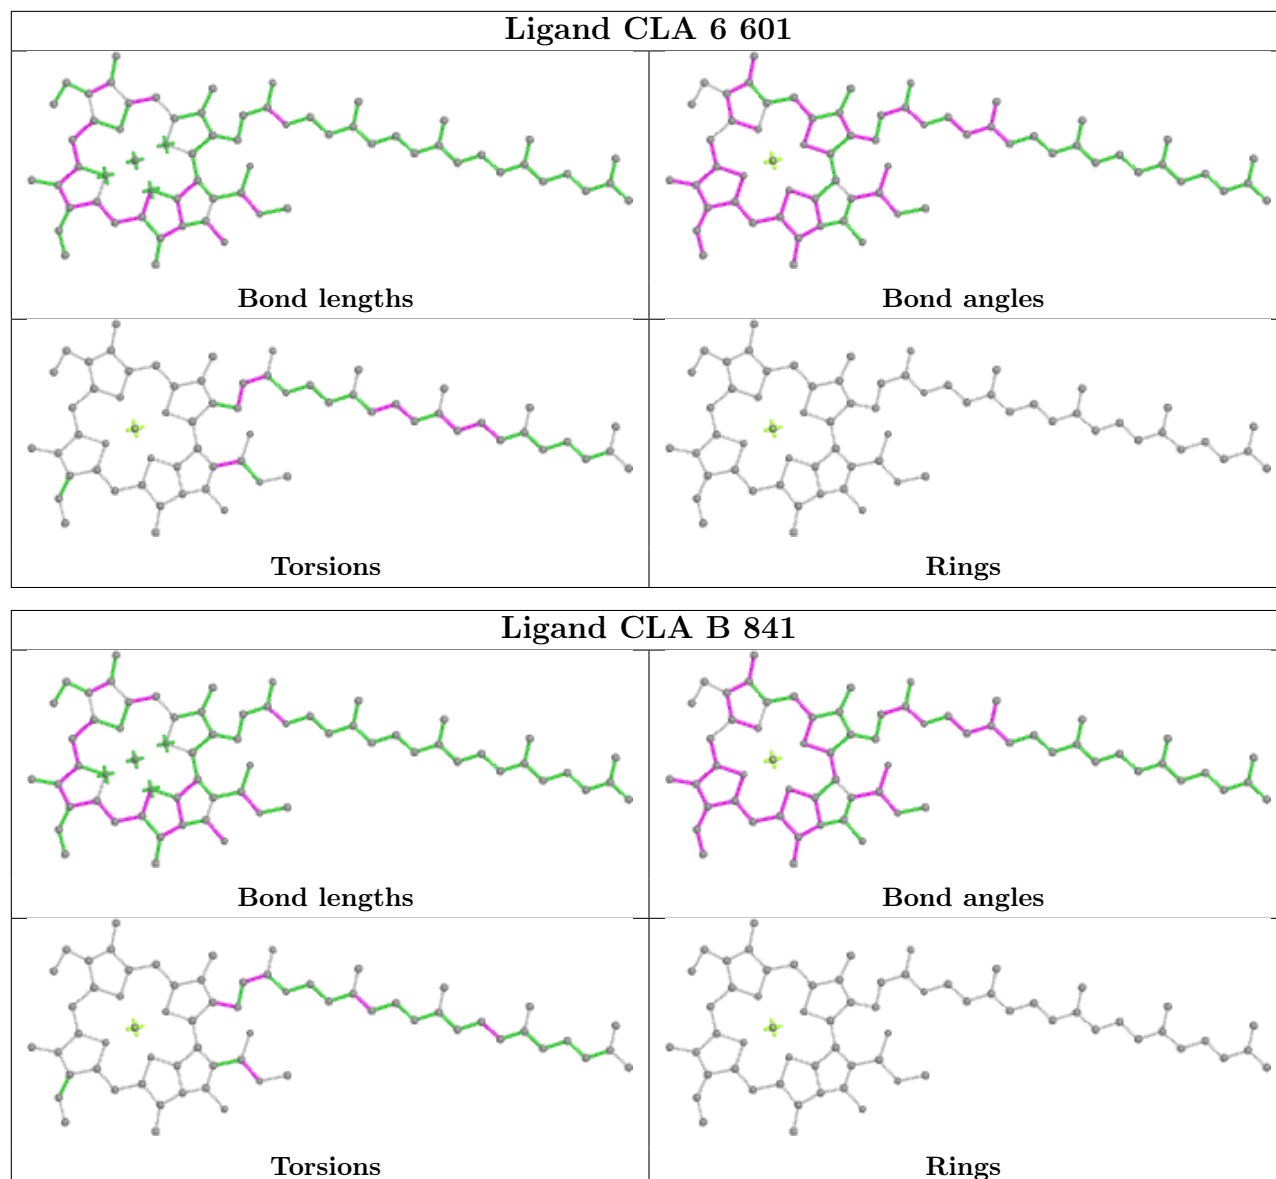 Ligand CLA 6 601
Bond lengths
Bond angles
Torsions
Rings
Ligand CLA B 841
Bond lengths
Bond angles
Torsions
Rings